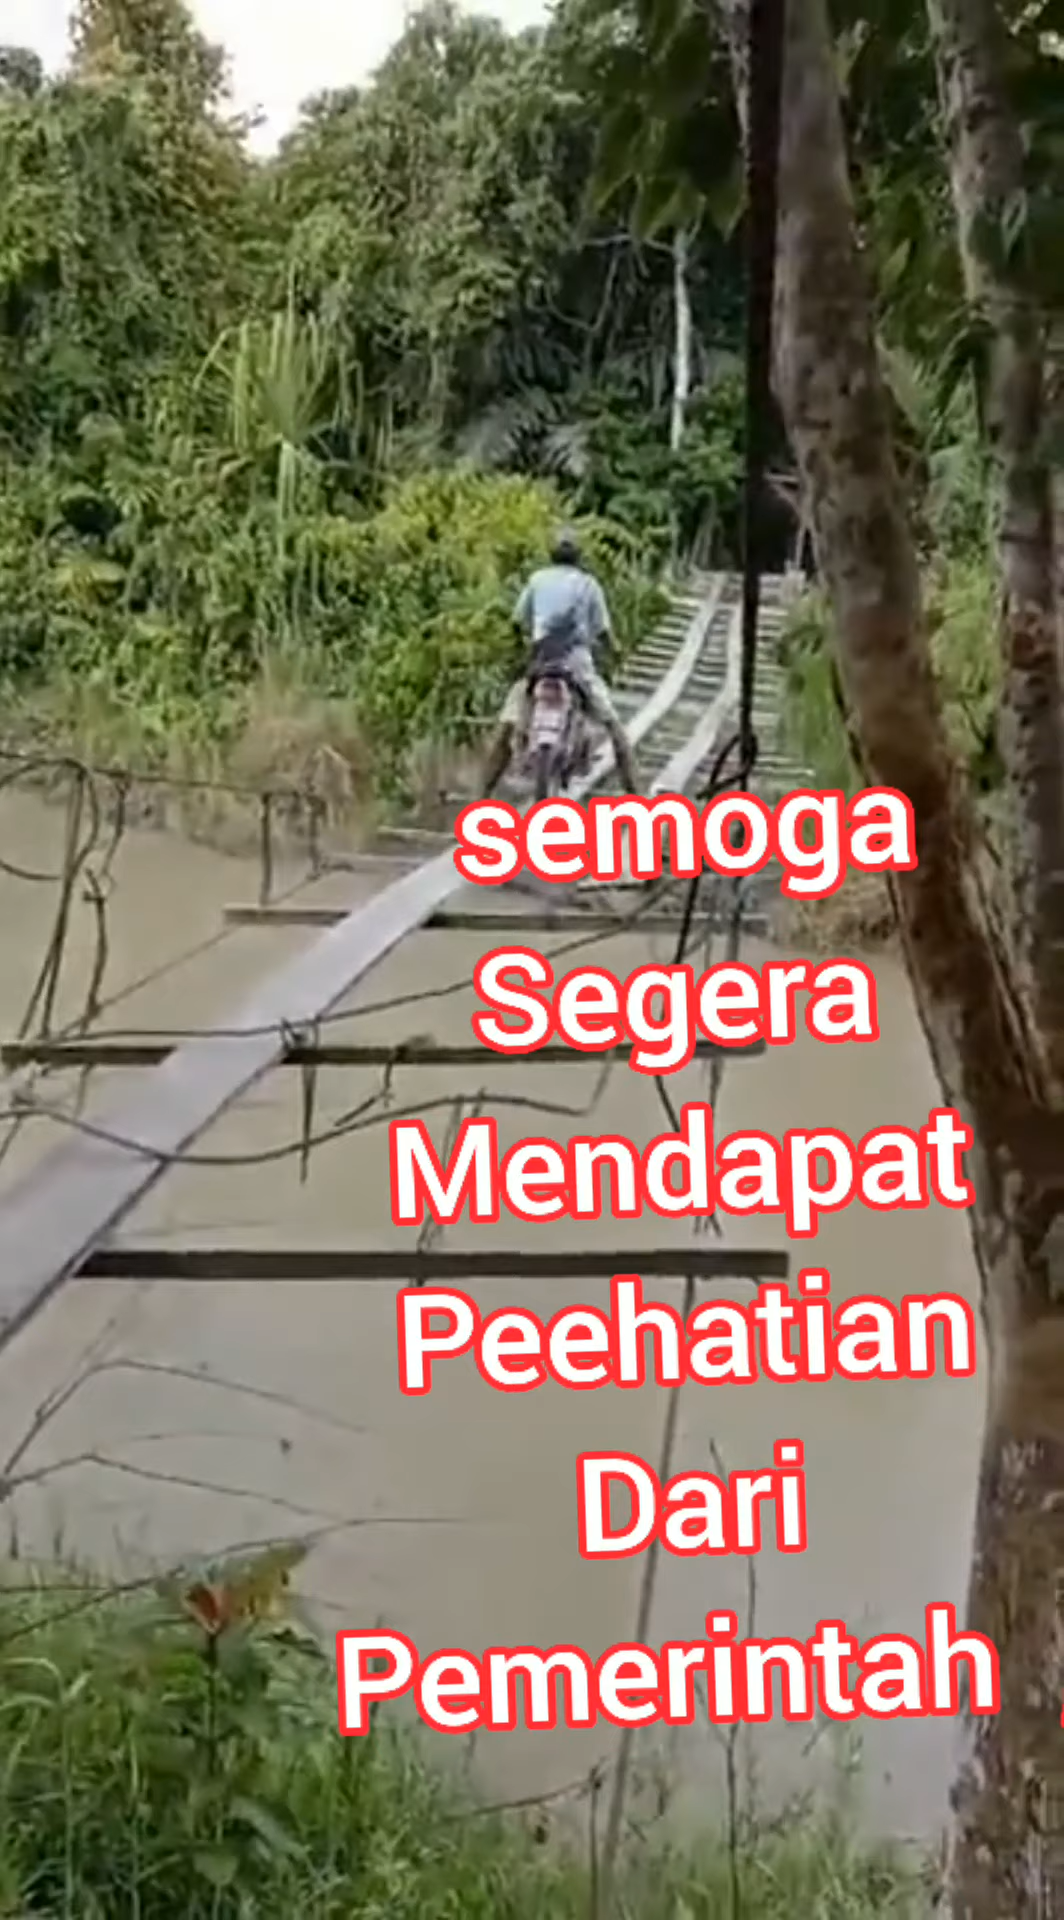 semoga
Segera
Mendapat
Peehatian
Dari
Pemerintah